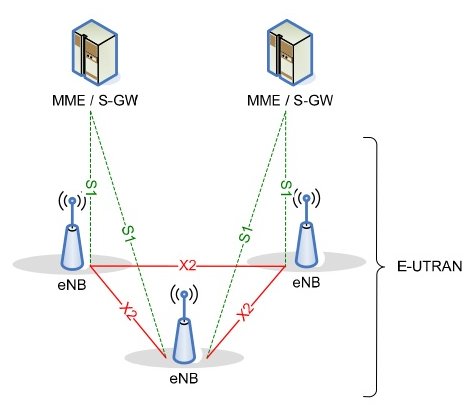 MME / S-GW
MME / S-GW
S1
S1
S1
S1
X2
eNB
eNB
E-UTRAN
X2
X2
eNB